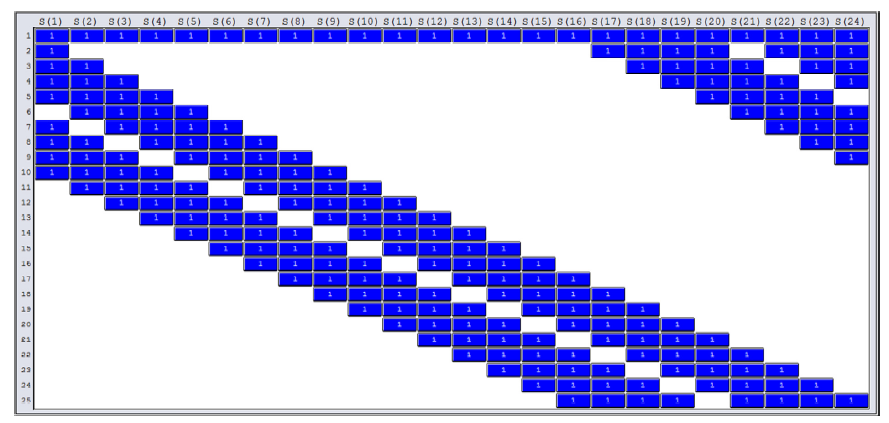 S(1) S(2) S(3) S(4) S(5) S(6) S(7) S(8) S(9) S(10) S(11) S(12) S(13) S(14) S(15) S(16) S(17) S(18) S(19) S(20) S(21) S(22) S(23) S(24)
1 1 1 1 1 1 1 1 1 1 1 1 1 1 1 1 1 1 1 1 1 1 1 1 1
2 1 1 1 1 1 1 1 1
3 1 1 1 1 1 1 1 1
4 1 1 1 1 1 1 1 1
5 1 1 1 1 1 1 1 1
6 1 1 1 1 1 1 1 1
7 1 1 1 1 1 1 1 1
8 1 1 1 1 1 1 1 1
9 1 1 1 1 1 1 1 1
10 1 1 1 1 1 1 1 1
11 1 1 1 1 1 1 1 1
12 1 1 1 1 1 1 1 1
13 1 1 1 1 1 1 1 1
14 1 1 1 1 1 1 1 1
15 1 1 1 1 1 1 1 1
16 1 1 1 1 1 1 1 1
17 1 1 1 1 1 1 1 1
18 1 1 1 1 1 1 1 1
19 1 1 1 1 1 1 1 1
20 1 1 1 1 1 1 1 1
21 1 1 1 1 1 1 1 1
22 1 1 1 1 1 1 1 1
23 1 1 1 1 1 1 1 1
24 1 1 1 1 1 1 1 1
25 1 1 1 1 1 1 1 1